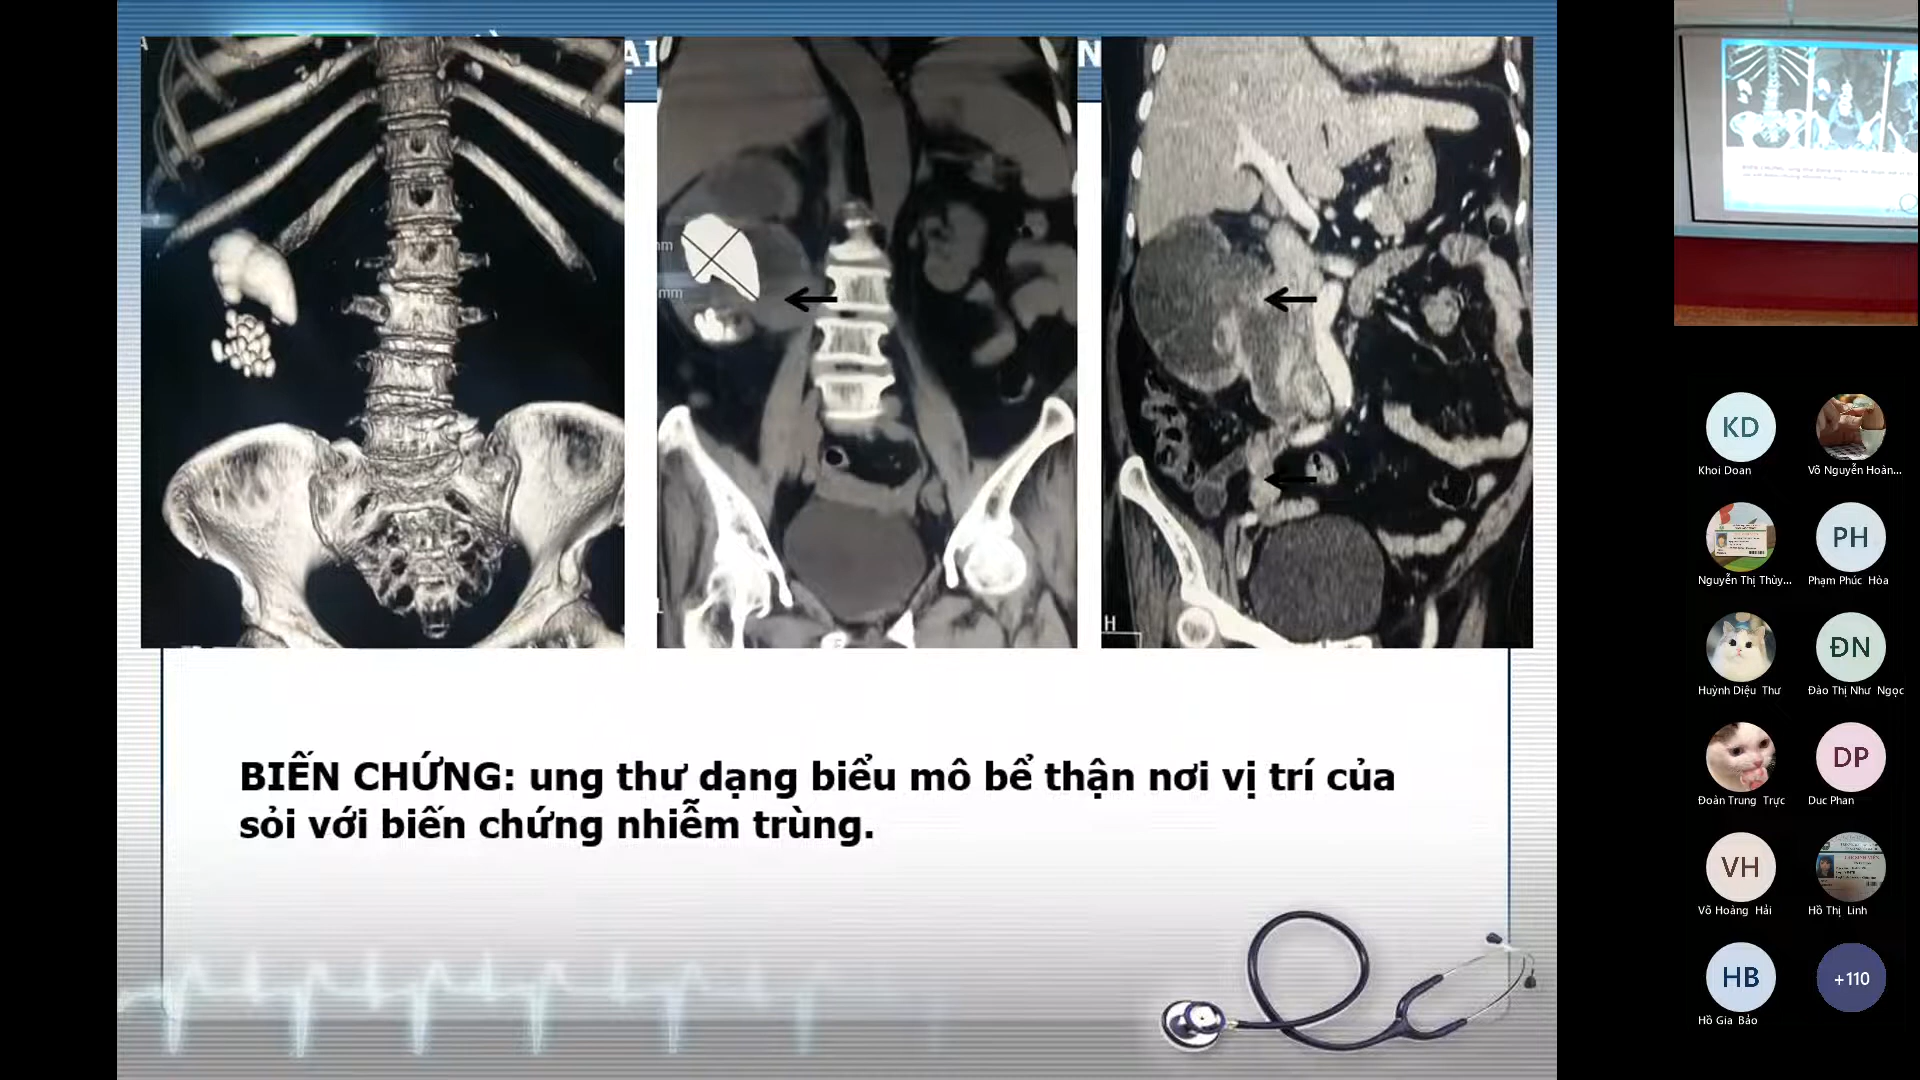 A
ẠI
N
mm
mm
H
BIẾN CHỨNG: ung thư dạng biểu mô bể thận nơi vị trí của
sỏi với biến chứng nhiễm trùng.
KD
Khoi Doan
Võ Nguyễn Hoàn...
Nguyễn Thị Thùy...
PH
Phạm Phúc Hòa
Huỳnh Diệu Thư
ĐN
Đào Thị Như Ngọc
Đoàn Trung Trực
DP
Duc Phan
VH
Võ Hoàng Hải
Hồ Thị Linh
HB
Hồ Gia Bảo
+110